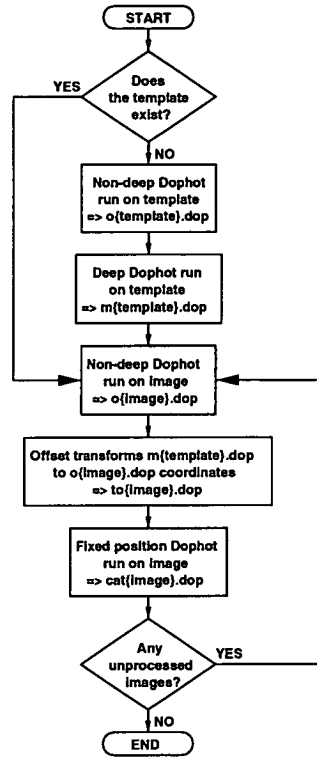 START
Does
the template
exist?
YES
NO
Non-deep Dophot
run on template
=> o{template}.dop
Deep Dophot run
on template
=> m{template}.dop
Non-deep Dophot
run on image
=> o{image}.dop
Offset transforms m{template}.dop
to o{image}.dop coordinates
=> to{image}.dop
Fixed position Dophot
run on image
=> cat{image}.dop
Any
unprocessed
images?
YES
NO
END